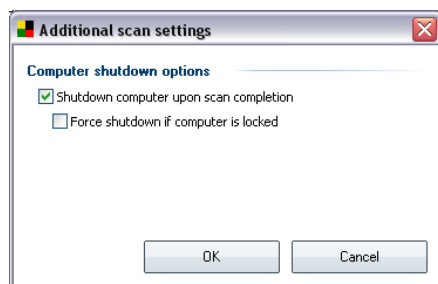 Additional scan settings
Computer shutdown options
Shutdown computer upon scan completion
Force shutdown if computer is locked
OK
Cancel